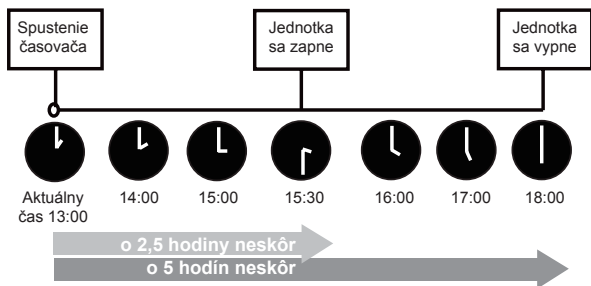 Spustenie
časovača
Jednotka
sa zapne
Jednotka
sa vypne
Aktuálny
čas 13:00
14:00
15:00
15:30
16:00
17:00
18:00
o 2,5 hodiny neskôr
o 5 hodín neskôr